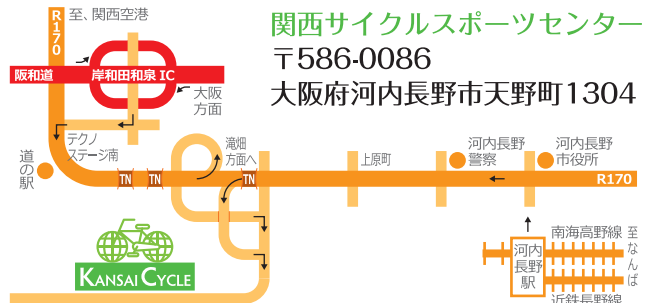 関西サイクルスポーツセンター
〒586-0086
大阪府河内長野市天野町1304
R170
至、関西空港
阪和道
岸和田和泉IC
大阪
方面
テクノ
ステージ南
道の駅
TN
TN
滝畑
方面へ
TN
上原町
河内長野
警察
河内長野
市役所
R170
KANSAI CYCLE
河内
長野
駅
南海高野線
近鉄長野線
至なんば